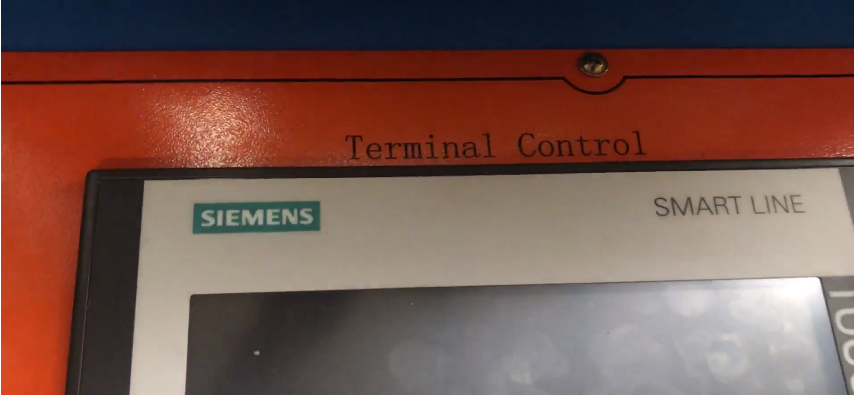 Terminal Control
SIEMENS
SMART LINE